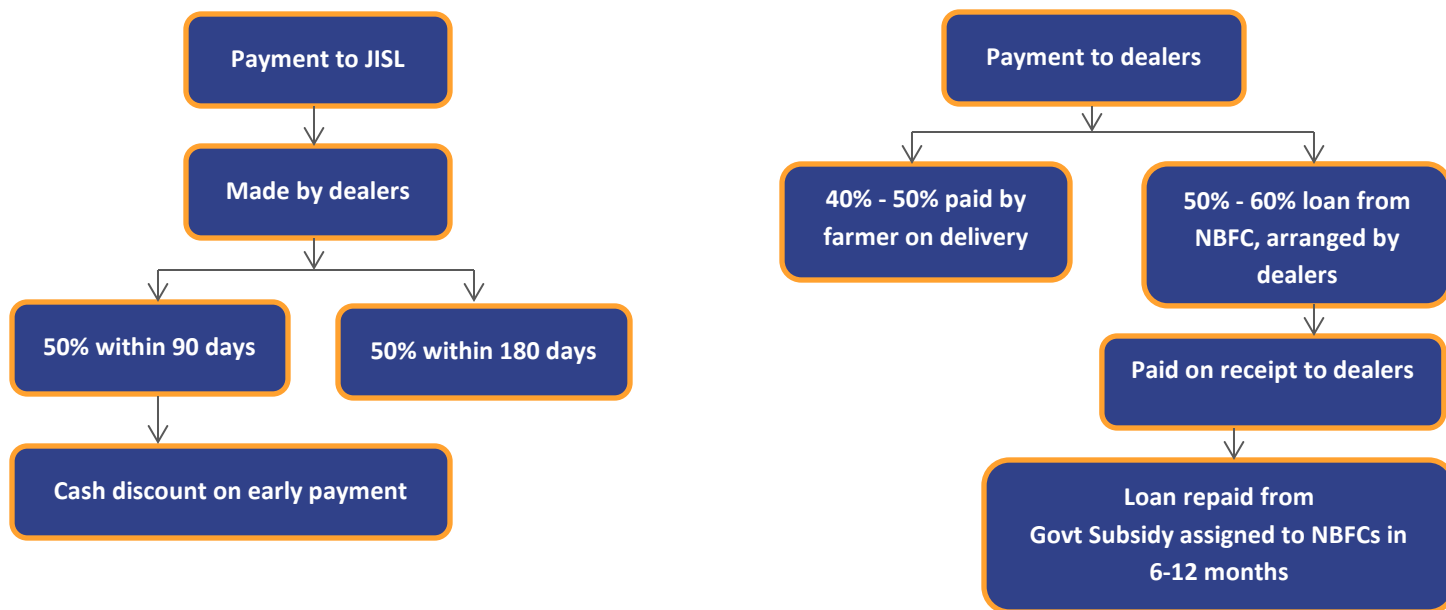 Payment to JISL
Made by dealers
50% within 90 days
50% within 180 days
Cash discount on early payment
Payment to dealers
40% - 50% paid by
farmer on delivery
50% - 60% loan from
NBFC, arranged by
dealers
Paid on receipt to dealers
Loan repaid from
Govt Subsidy assigned to NBFCs in
6-12 months